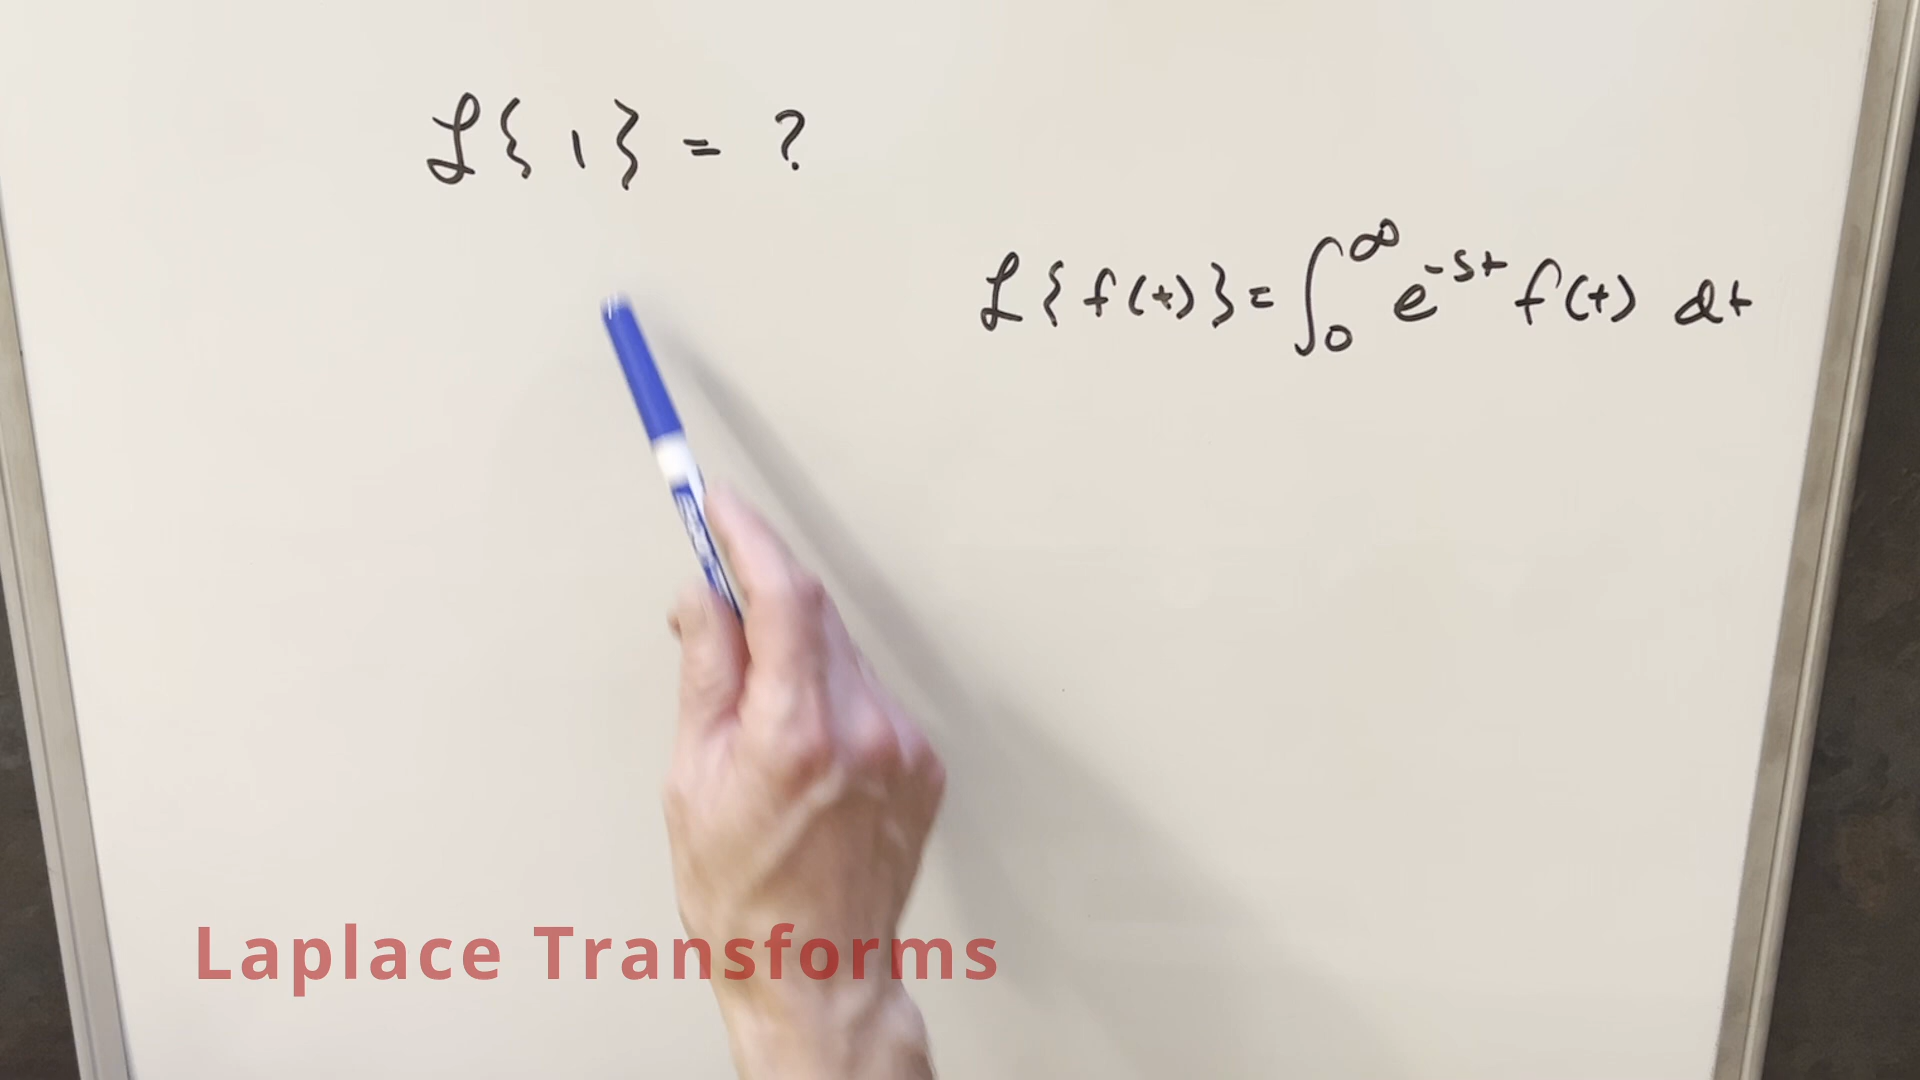 ℒ{ 1 } = ?
ℒ{ f(t) } = ∫₀^∞ e^{-st} f(t) dt
Laplace Transforms